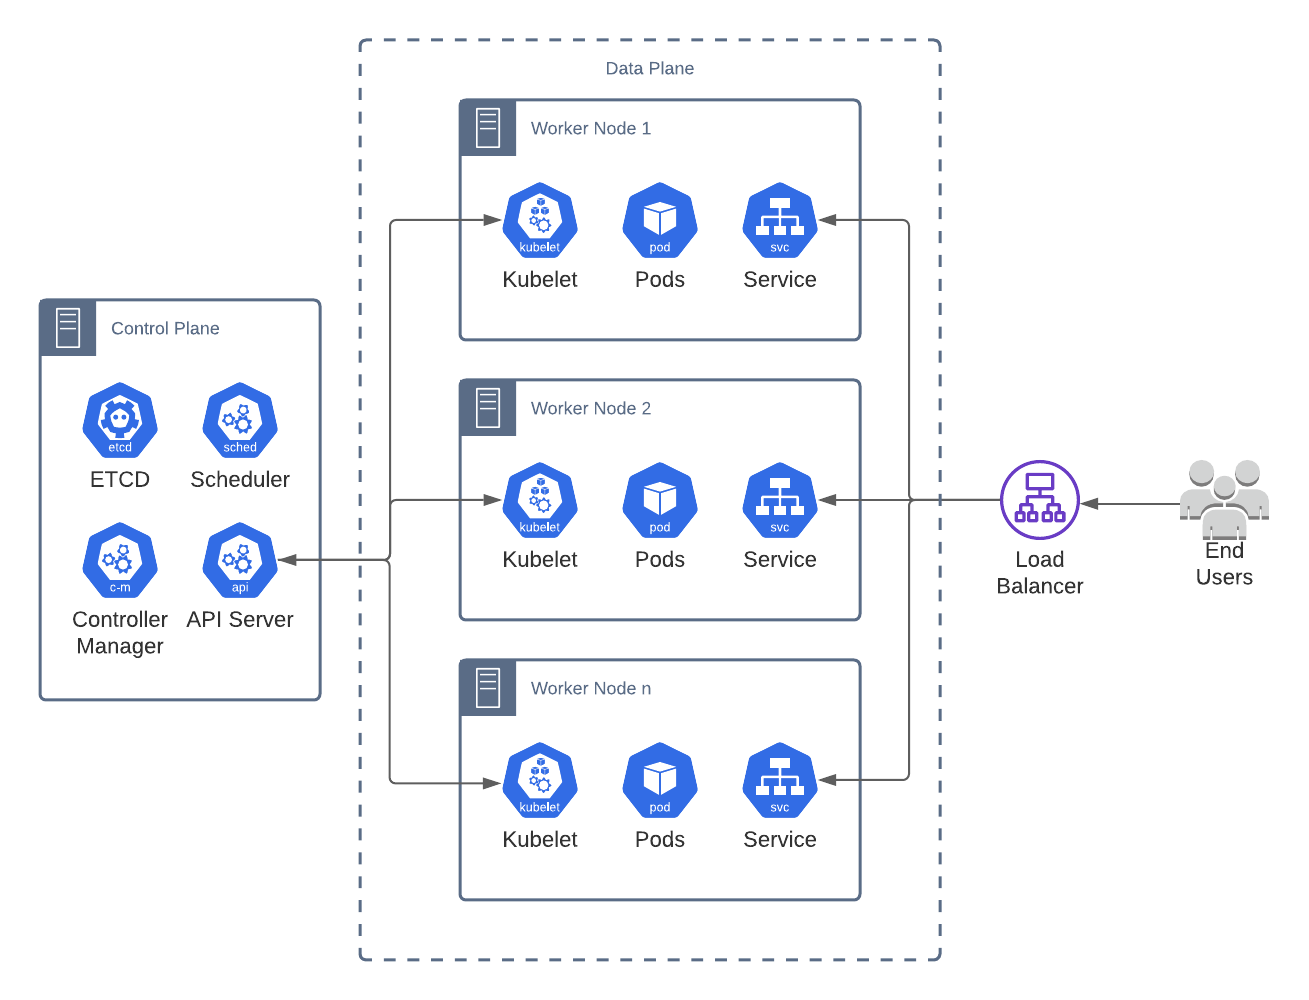 Data Plane
Worker Node 1
kubelet
pod
svc
Kubelet
Pods
Service
Control Plane
etcd
sched
ETCD
Scheduler
c-m
api
Controller
Manager
API Server
Worker Node 2
kubelet
pod
svc
Kubelet
Pods
Service
Load
Balancer
End
Users
Worker Node n
kubelet
pod
svc
Kubelet
Pods
Service